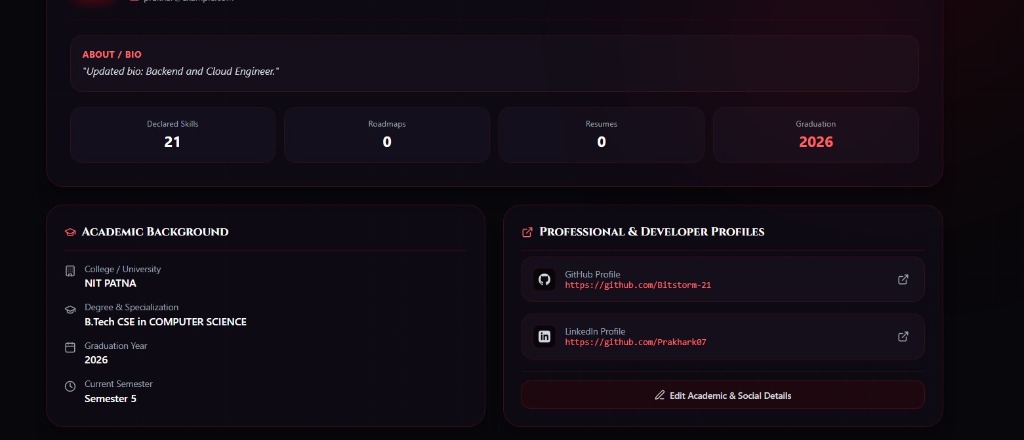 ABOUT / BIO
"Updated bio: Backend and Cloud Engineer."
Declared Skills
21
Roadmaps
0
Resumes
0
Graduation
2026
Academic Background
College / University
NIT PATNA
Degree & Specialization
B.Tech CSE in COMPUTER SCIENCE
Graduation Year
2026
Current Semester
Semester 5
Professional & Developer Profiles
GitHub Profile
https://github.com/Bitstorm-21
LinkedIn Profile
https://github.com/Prakhark07
Edit Academic & Social Details